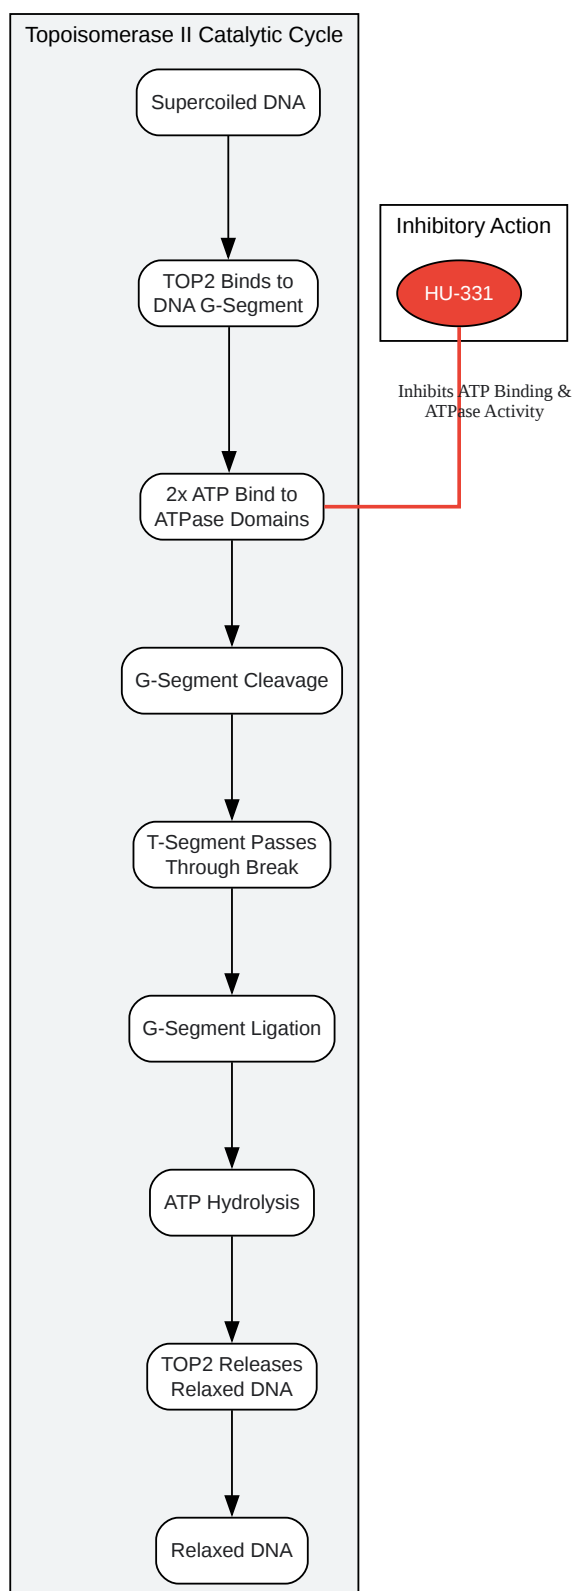 Topoisomerase II Catalytic Cycle
Supercoiled DNA
Inhibitory Action
TOP2 Binds to
DNA G-Segment
HU-331
Inhibits ATP Binding &
ATPase Activity
2x ATP Bind to
ATPase Domains
G-Segment Cleavage
T-Segment Passes
Through Break
G-Segment Ligation
ATP Hydrolysis
TOP2 Releases
Relaxed DNA
Relaxed DNA